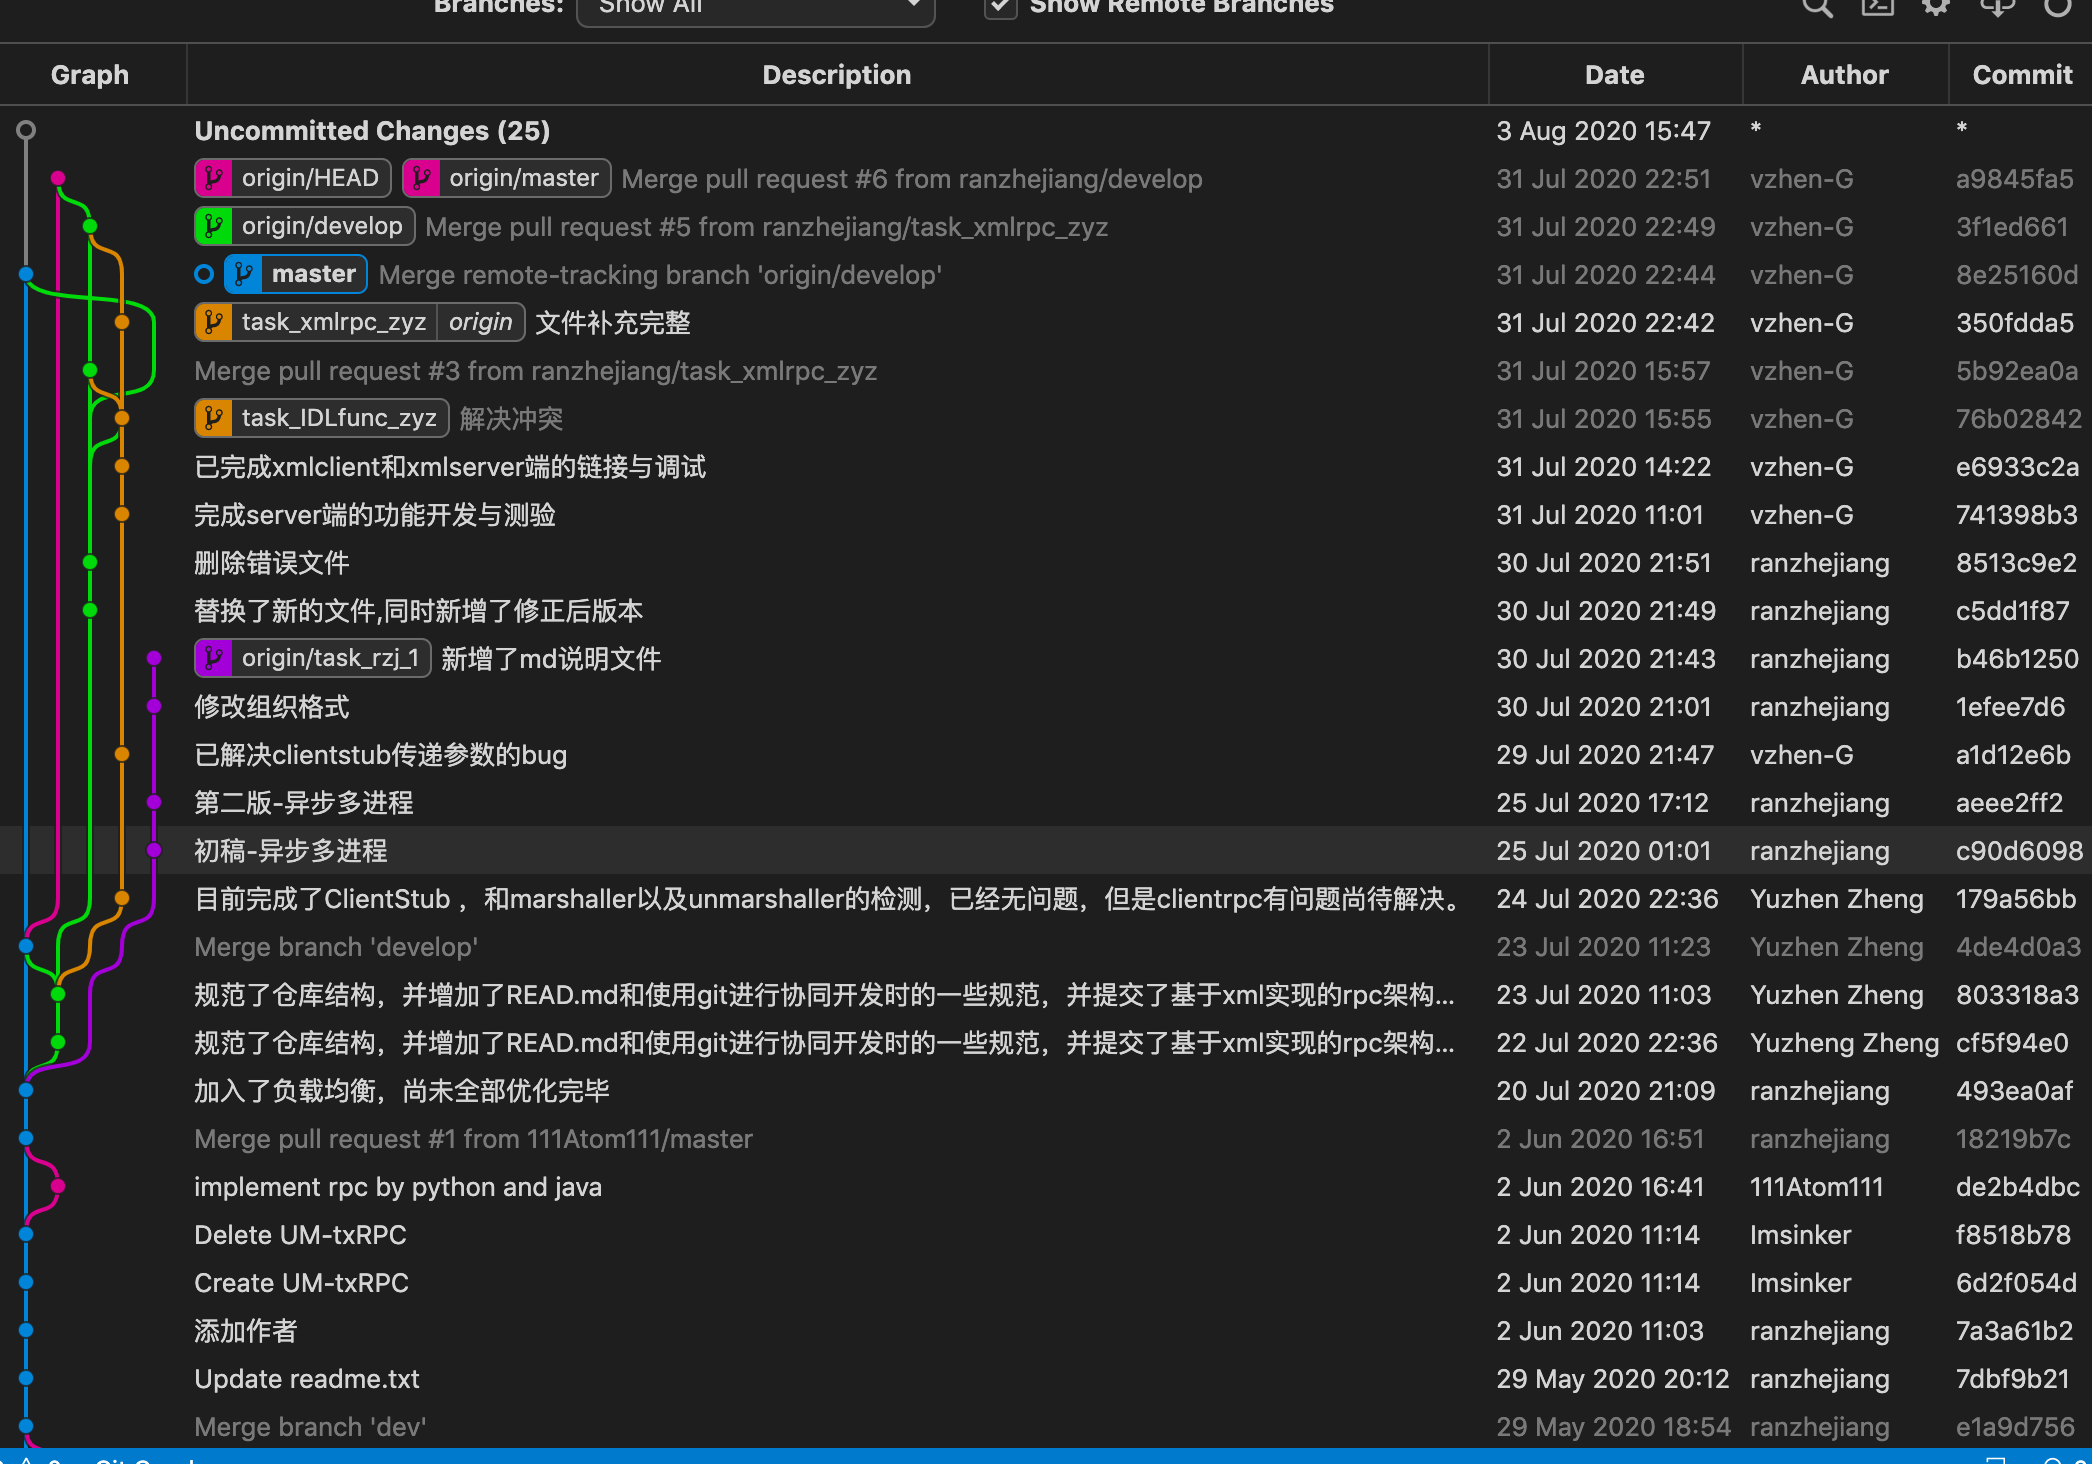 Branches: Show All Show Remote Branches
Graph Description Date Author Commit
Uncommitted Changes (25) 3 Aug 2020 15:47 * *
origin/HEAD origin/master Merge pull request #6 from ranzhejiang/develop 31 Jul 2020 22:51 vzhen-G a9845fa5
origin/develop Merge pull request #5 from ranzhejiang/task_xmlrpc_zyz 31 Jul 2020 22:49 vzhen-G 3f1ed661
master Merge remote-tracking branch 'origin/develop' 31 Jul 2020 22:44 vzhen-G 8e25160d
task_xmlrpc_zyz origin 文件补充完整 31 Jul 2020 22:42 vzhen-G 350fdda5
Merge pull request #3 from ranzhejiang/task_xmlrpc_zyz 31 Jul 2020 15:57 vzhen-G 5b92ea0a
task_IDLfunc_zyz 解决冲突 31 Jul 2020 15:55 vzhen-G 76b02842
已完成xmlclient和xmlserver端的链接与调试 31 Jul 2020 14:22 vzhen-G e6933c2a
完成server端的功能开发与测验 31 Jul 2020 11:01 vzhen-G 741398b3
删除错误文件 30 Jul 2020 21:51 ranzhejiang 8513c9e2
替换了新的文件,同时新增了修正后版本 30 Jul 2020 21:49 ranzhejiang c5dd1f87
origin/task_rzj_1 新增了md说明文件 30 Jul 2020 21:43 ranzhejiang b46b1250
修改组织格式 30 Jul 2020 21:01 ranzhejiang 1efee7d6
已解决clientstub传递参数的bug 29 Jul 2020 21:47 vzhen-G a1d12e6b
第二版-异步多进程 25 Jul 2020 17:12 ranzhejiang aeee2ff2
初稿-异步多进程 25 Jul 2020 01:01 ranzhejiang c90d6098
目前完成了ClientStub ，和marshaller以及unmarshaller的检测，已经无问题，但是clientrpc有问题尚待解决。 24 Jul 2020 22:36 Yuzhen Zheng 179a56bb
Merge branch 'develop' 23 Jul 2020 11:23 Yuzhen Zheng 4de4d0a3
规范了仓库结构，并增加了READ.md和使用git进行协同开发时的一些规范，并提交了基于xml实现的rpc架构... 23 Jul 2020 11:03 Yuzhen Zheng 803318a3
规范了仓库结构，并增加了READ.md和使用git进行协同开发时的一些规范，并提交了基于xml实现的rpc架构... 22 Jul 2020 22:36 Yuzheng Zheng cf5f94e0
加入了负载均衡，尚未全部优化完毕 20 Jul 2020 21:09 ranzhejiang 493ea0af
Merge pull request #1 from 111Atom111/master 2 Jun 2020 16:51 ranzhejiang 18219b7c
implement rpc by python and java 2 Jun 2020 16:41 111Atom111 de2b4dbc
Delete UM-txRPC 2 Jun 2020 11:14 lmsinker f8518b78
Create UM-txRPC 2 Jun 2020 11:14 lmsinker 6d2f054d
添加作者 2 Jun 2020 11:03 ranzhejiang 7a3a61b2
Update readme.txt 29 May 2020 20:12 ranzhejiang 7dbf9b21
Merge branch 'dev' 29 May 2020 18:54 ranzhejiang e1a9d756